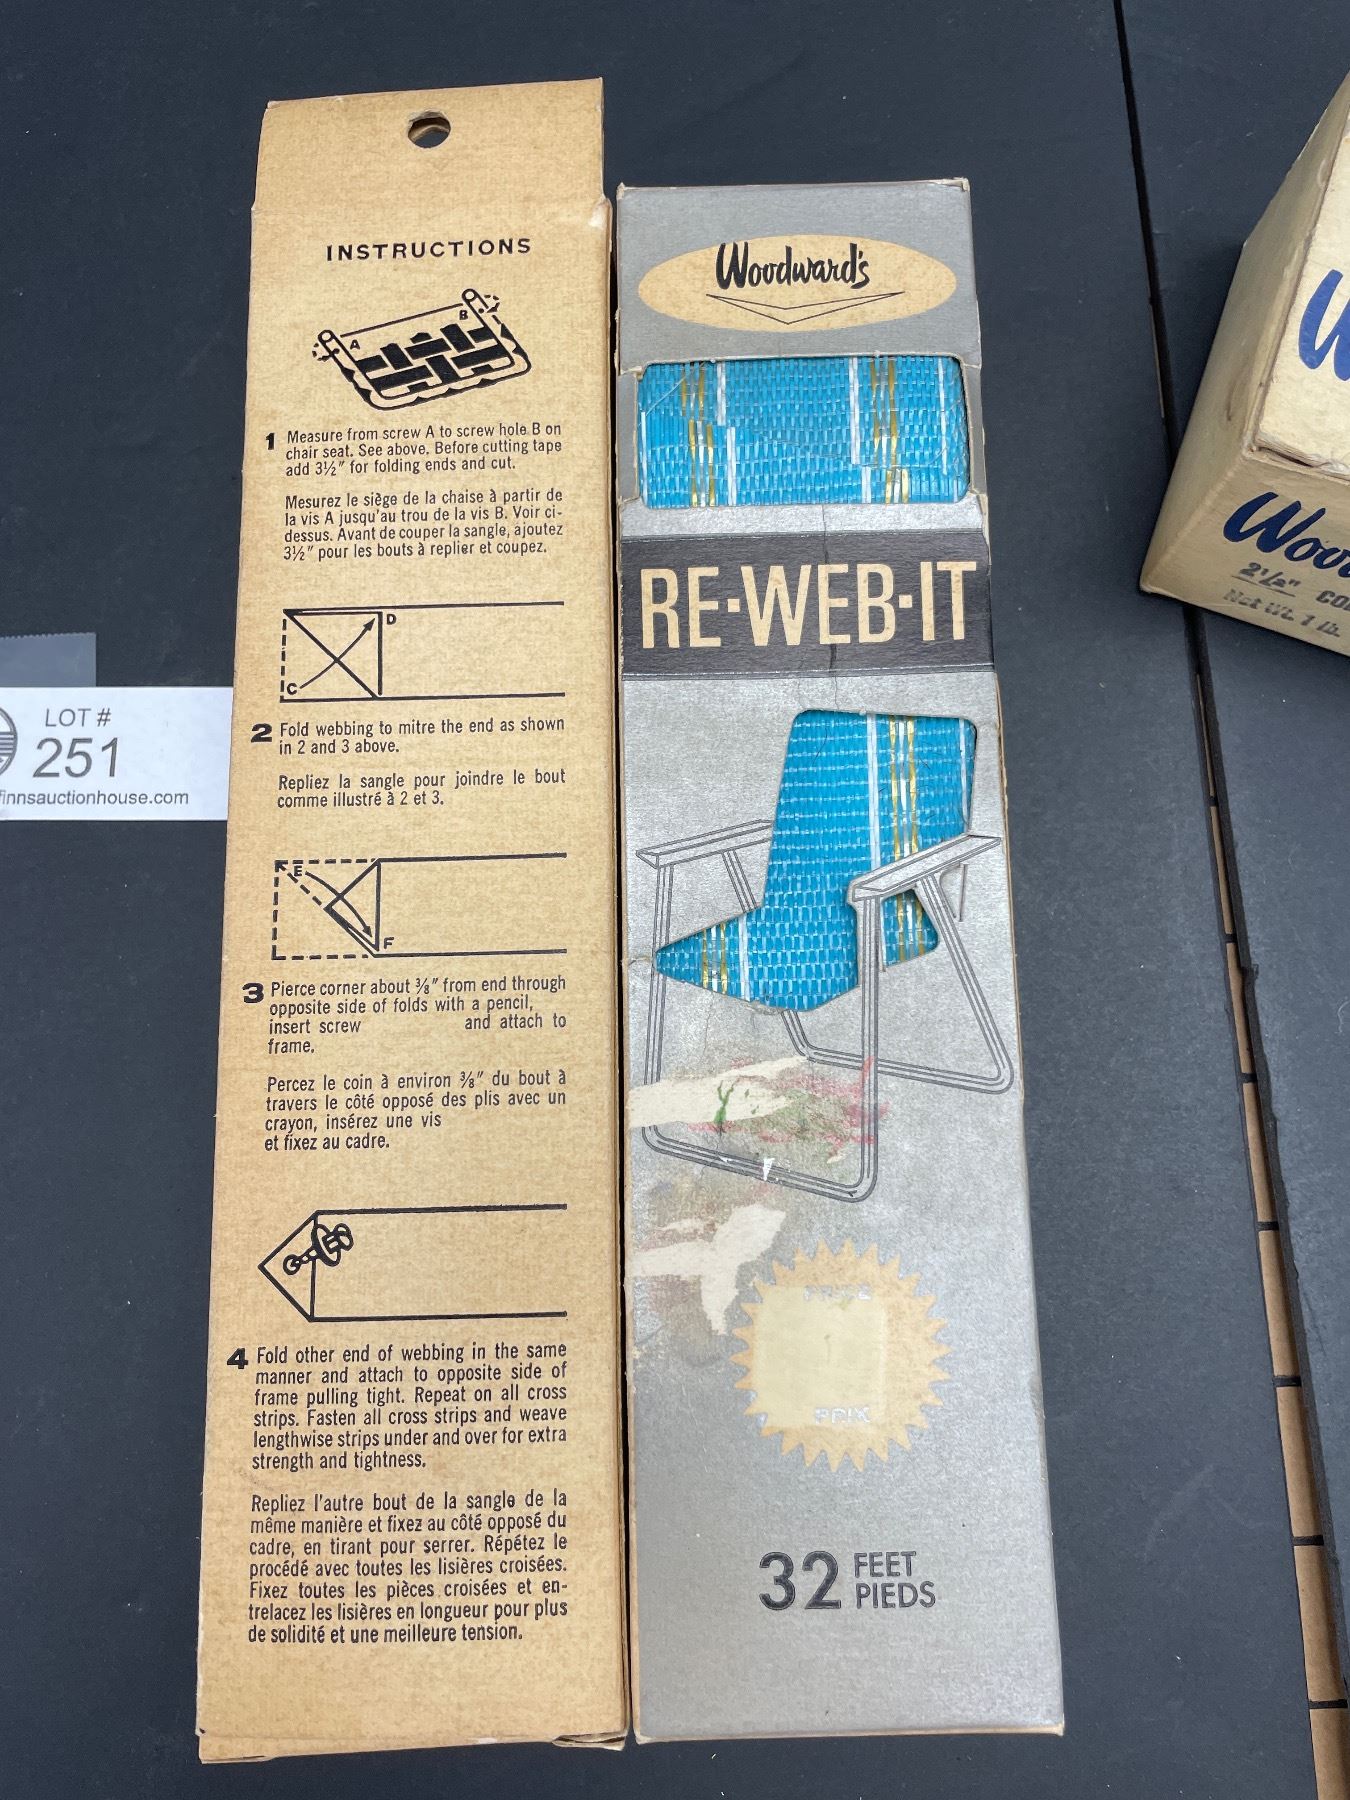 INSTRUCTIONS
A
B
1 Measure from screw A to screw hole B on
chair seat. See above. Before cutting tape
add 3½" for folding ends and cut.
Mesurez le siège de la chaise à partir de
la vis A jusqu'au trou de la vis B. Voir ci-
dessus. Avant de couper la sangle, ajoutez
3½" pour les bouts à replier et coupez.
D
C
2 Fold webbing to mitre the end as shown
in 2 and 3 above.
Repliez la sangle pour joindre le bout
comme illustré à 2 et 3.
E
F
3 Pierce corner about ⅜" from end through
opposite side of folds with a pencil,
insert screw and attach to
frame.
Percez le coin à environ ⅜" du bout à
travers le côté opposé des plis avec un
crayon, insérez une vis
et fixez au cadre.
4 Fold other end of webbing in the same
manner and attach to opposite side of
frame pulling tight. Repeat on all cross
strips. Fasten all cross strips and weave
lengthwise strips under and over for extra
strength and tightness.
Repliez l'autre bout de la sangle de la
même manière et fixez au côté opposé du
cadre, en tirant pour serrer. Répétez le
procédé avec toutes les lisières croisées.
Fixez toutes les pièces croisées et en-
trelacez les lisières en longueur pour plus
de solidité et une meilleure tension.
Woodward's
RE·WEB·IT
PRICE
PRIX
32 FEET
PIEDS
LOT #
251
finnsauctionhouse.com
W
Woo
2½" CO
Net Wt. 1 lb.